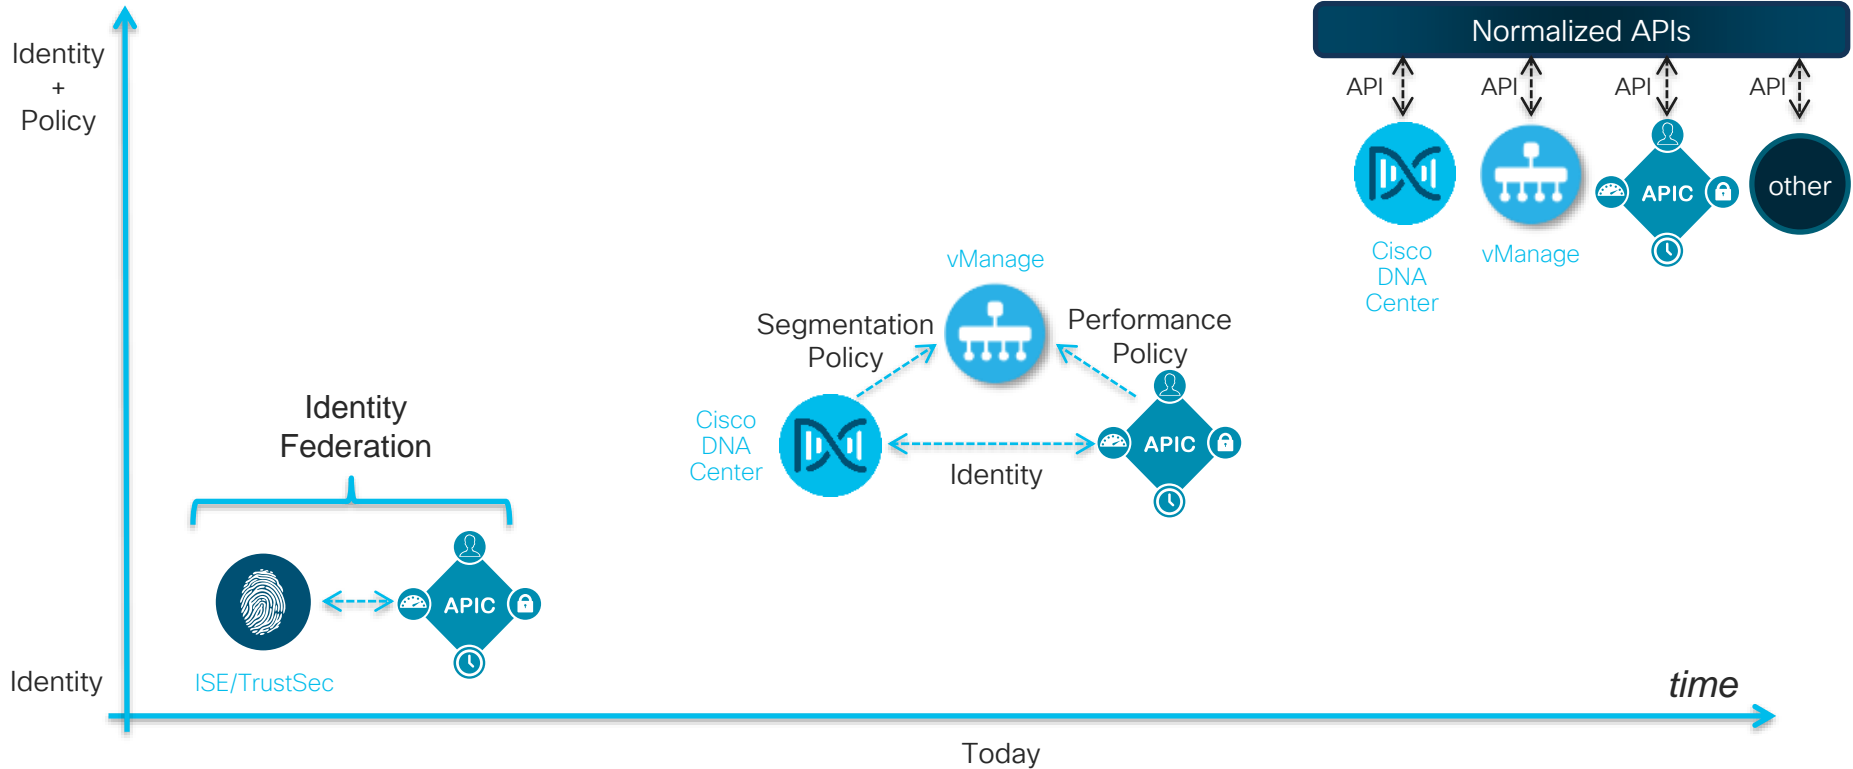 Identity
+
Policy
Normalized APIs
API
API
API
API
APIC
other
Cisco
DNA
Center
vManage
vManage
Segmentation
Policy
Performance
Policy
Cisco
DNA
Center
APIC
Identity
Identity
Federation
APIC
ISE/TrustSec
Identity
time
Today